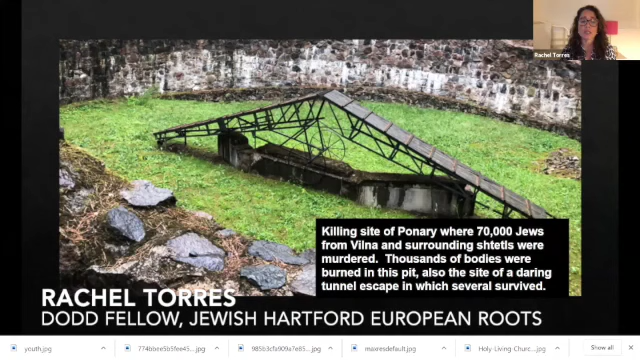 Rachel Torres
Killing site of Ponary where 70,000 Jews
from Vilna and surrounding shtetls were
murdered. Thousands of bodies were
burned in this pit, also the site of a daring
tunnel escape in which several survived.
RACHEL TORRES
DODD FELLOW, JEWISH HARTFORD EUROPEAN ROOTS
youth.jpg
774bbee5b5fee45....jpg
985b3cfa909a7e85....jpg
maxresdefault.jpg
Holy-Living-Churc....jpg
Show all